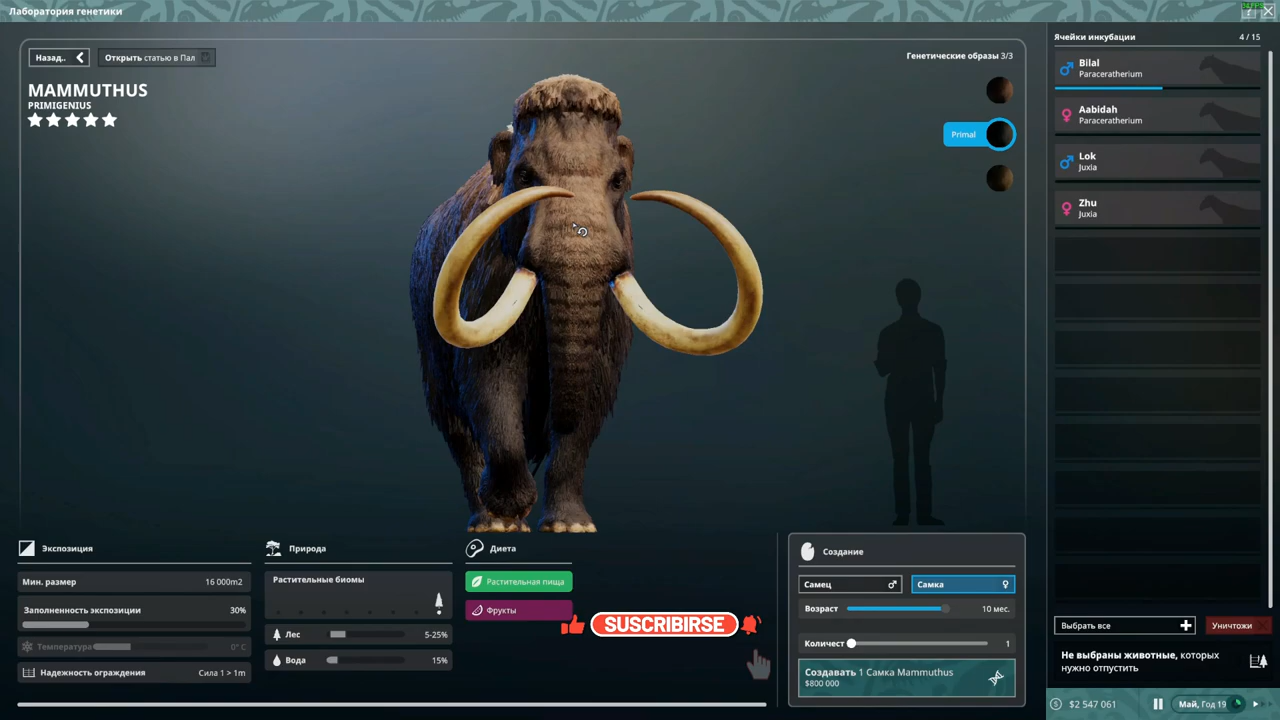 Лаборатория генетики
?
Назад..
Открыть статью в Пал
Генетические образы 3/3
MAMMUTHUS
PRIMIGENIUS
Primal
Ячейки инкубации 4 / 15
Bilal
Paraceratherium
Aabidah
Paraceratherium
Lok
Juxia
Zhu
Juxia
Выбрать все
Уничтожи
Не выбраны животные, которых
нужно отпустить
Экспозиция
Мин. размер 16 000m2
Заполненность экспозиции 30%
Температура 0° C
Надежность ограждения Сила 1 > 1m
Природа
Растительные биомы
Лес 5-25%
Вода 15%
Диета
Растительная пища
Фрукты
SUSCRIBIRSE
Создание
Самец
Самка
Возраст 10 мес.
Количест 1
Создавать 1 Самка Mammuthus
$800 000
$2 547 061
Май, Год 19